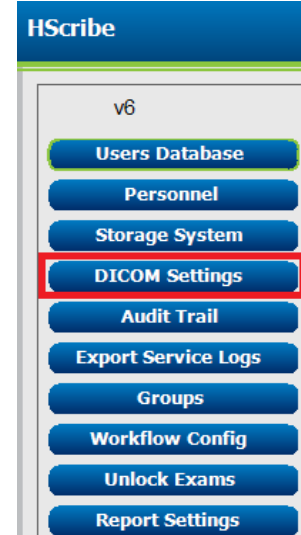 HScribe
v6
Users Database
Personnel
Storage System
DICOM Settings
Audit Trail
Export Service Logs
Groups
Workflow Config
Unlock Exams
Report Settings